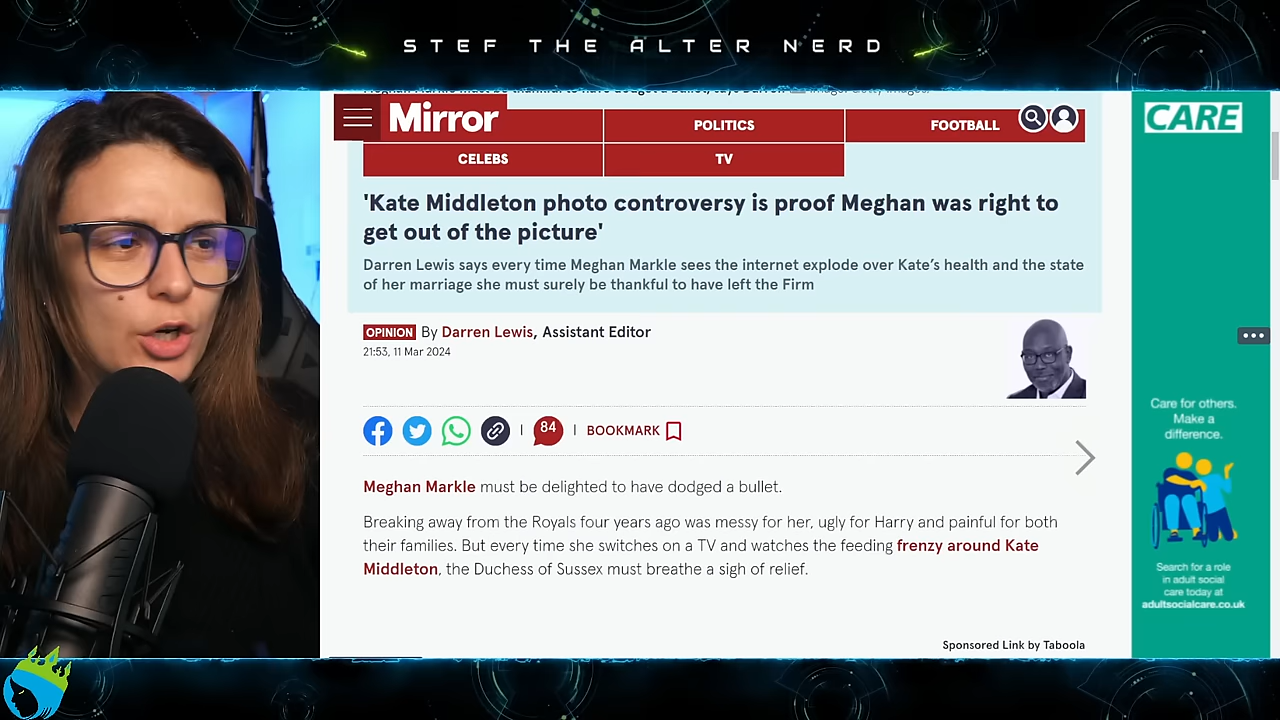 STEF THE ALTER NERD
Mirror
POLITICS
FOOTBALL
CELEBS
TV
'Kate Middleton photo controversy is proof Meghan was right to
get out of the picture'
Darren Lewis says every time Meghan Markle sees the internet explode over Kate’s health and the state
of her marriage she must surely be thankful to have left the Firm
OPINION By Darren Lewis, Assistant Editor
21:53, 11 Mar 2024
84
BOOKMARK
Meghan Markle must be delighted to have dodged a bullet.
Breaking away from the Royals four years ago was messy for her, ugly for Harry and painful for both
their families. But every time she switches on a TV and watches the feeding frenzy around Kate
Middleton, the Duchess of Sussex must breathe a sigh of relief.
Sponsored Link by Taboola
CARE
Care for others.
Make a
difference.
Search for a role
in adult social
care today at
adultsocialcare.co.uk